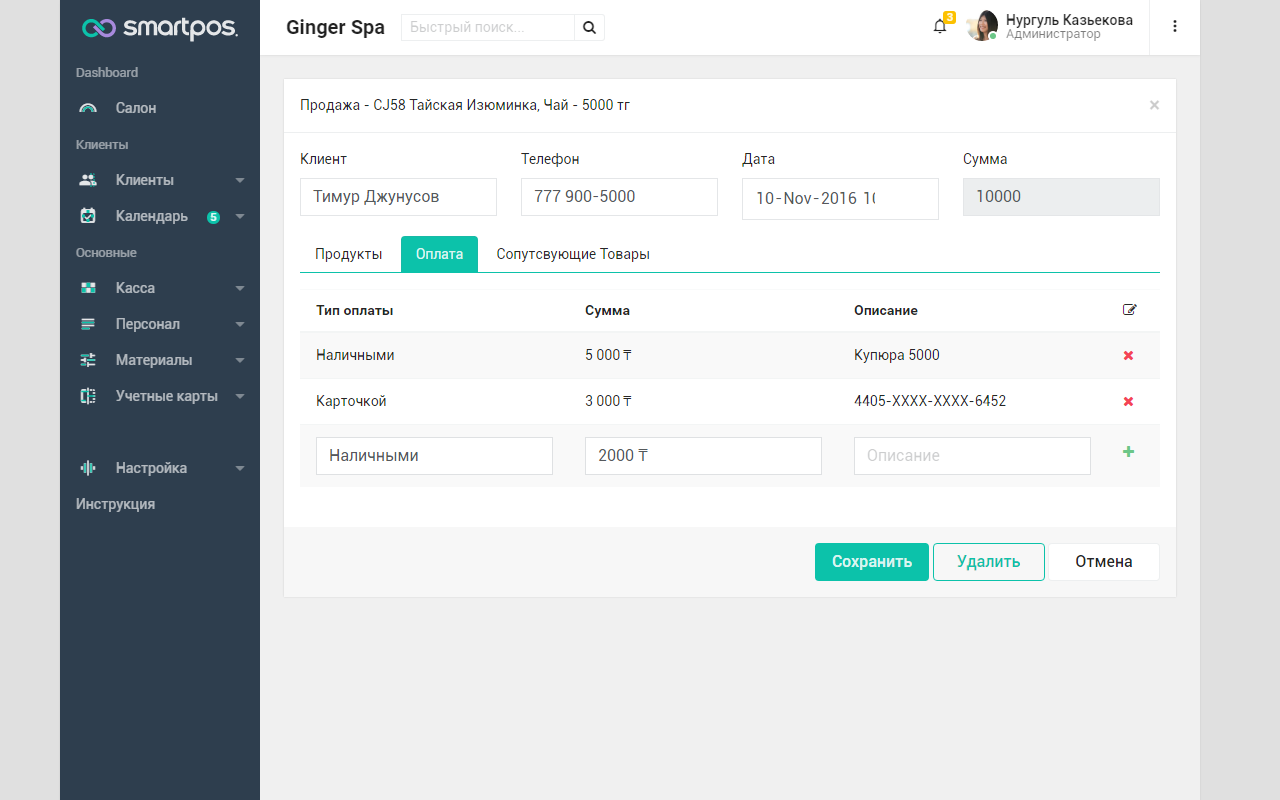 smartpos.
Ginger Spa
Быстрый поиск...
3
Нургуль Казьекова
Администратор
Dashboard
Салон
Клиенты
Клиенты
Календарь 5
Основные
Касса
Персонал
Материалы
Учетные карты
Настройка
Инструкция
Продажа - CJ58 Тайская Изюминка, Чай - 5000 тг ×
Клиент Телефон Дата Сумма
Тимур Джунусов 777 900-5000 10-Nov-2016 10000
Продукты Оплата Сопутсвующие Товары
Тип оплаты Сумма Описание
Наличными 5 000 ₸ Купюра 5000
Карточкой 3 000 ₸ 4405-XXXX-XXXX-6452
Наличными 2000 ₸ Описание
Сохранить Удалить Отмена